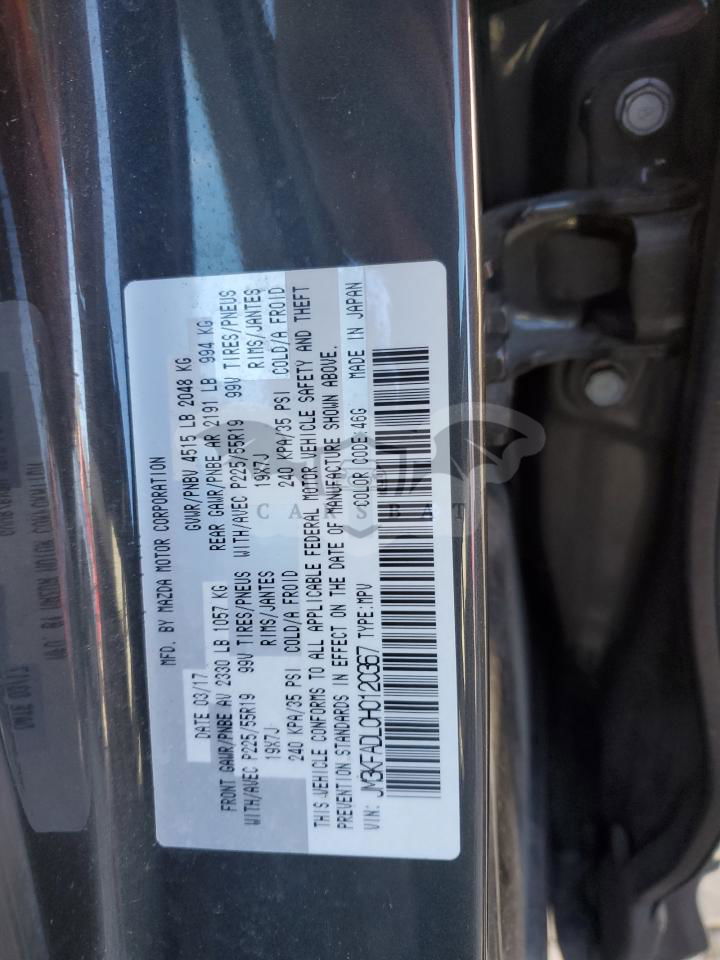 MFD. BY MAZDA MOTOR CORPORATION
DATE 03/17 GVWR/PNBV 4515 LB 2048 KG
FRONT GAWR/PNBE AV 2330 LB 1057 KG REAR GAWR/PNBE AR 2191 LB 994 KG
WITH/AVEC P225/55R19 99V TIRES/PNEUS WITH/AVEC P225/55R19 99V TIRES/PNEUS
19X7J RIMS/JANTES 19X7J RIMS/JANTES
240 KPA/35 PSI COLD/A FROID 240 KPA/35 PSI COLD/A FROID
THIS VEHICLE CONFORMS TO ALL APPLICABLE FEDERAL MOTOR VEHICLE SAFETY AND THEFT
PREVENTION STANDARDS IN EFFECT ON THE DATE OF MANUFACTURE SHOWN ABOVE.
VIN: JM3KFADL0H0120367 TYPE:MPV COLOR CODE:46G MADE IN JAPAN
CARSBAT